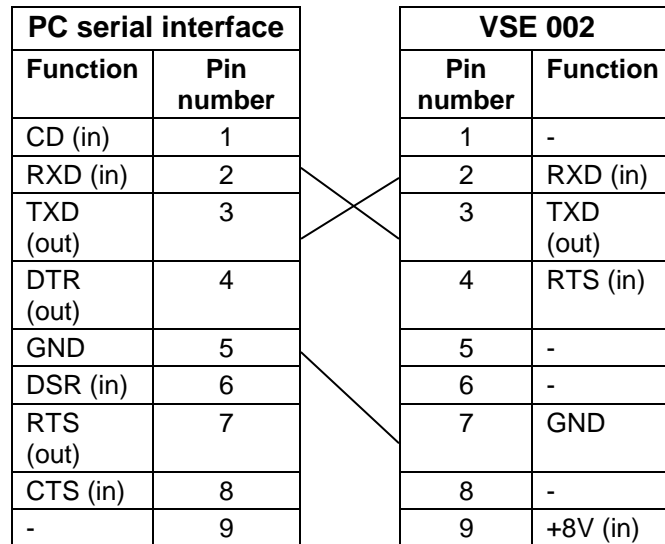 PC serial interface VSE 002
Function Pin number Pin number Function
CD (in) 1 1 -
RXD (in) 2 2 RXD (in)
TXD (out) 3 3 TXD (out)
DTR (out) 4 4 RTS (in)
GND 5 5 -
DSR (in) 6 6 -
RTS (out) 7 7 GND
CTS (in) 8 8 -
- 9 9 +8V (in)